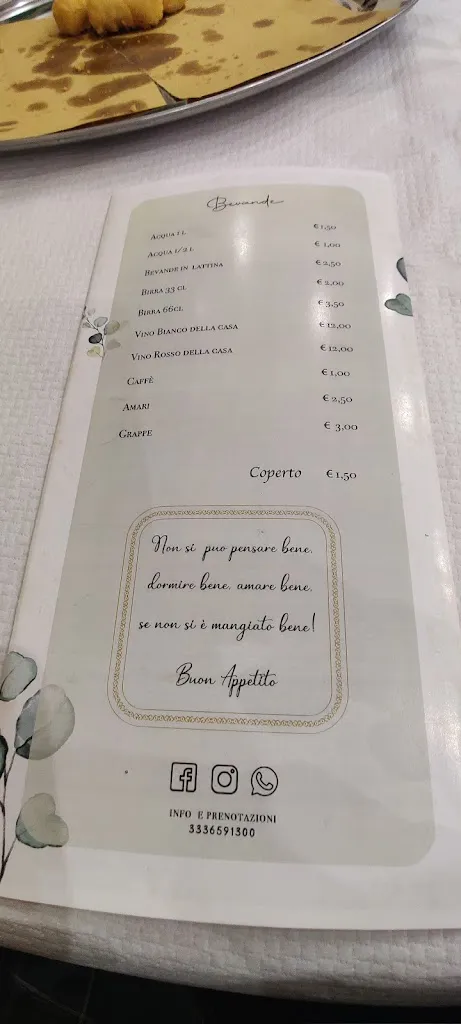 Bevande
Acqua 1 L € 1,50
Acqua 1/2 L € 1,00
Bevande in lattina € 2,50
Birra 33 cl € 2,00
Birra 66cl € 3,50
Vino Bianco della casa € 12,00
Vino Rosso della casa € 12,00
Caffè € 1,00
Amari € 2,50
Grappe € 3,00
Coperto € 1,50
Non si puo pensare bene,
dormire bene, amare bene,
se non si è mangiato bene!
Buon Appetito
INFO E PRENOTAZIONI
3336591300